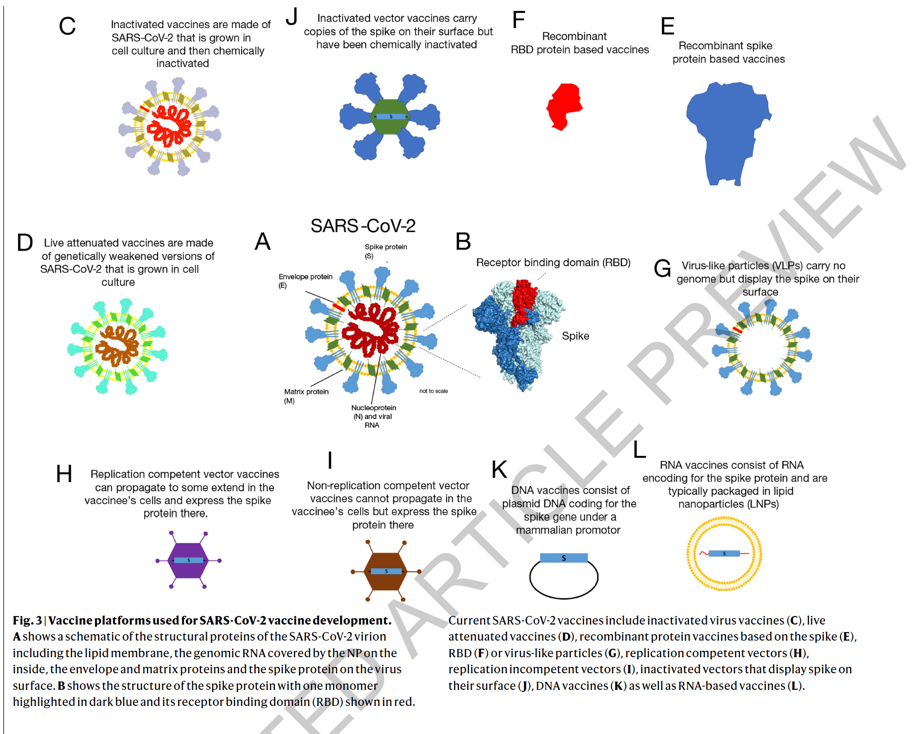 C
Inactivated vaccines are made of
SARS-CoV-2 that is grown in
cell culture and then chemically
inactivated
J
Inactivated vector vaccines carry
copies of the spike on their surface but
have been chemically inactivated
S
F
Recombinant
RBD protein based vaccines
E
Recombinant spike
protein based vaccines
D
Live attenuated vaccines are made
of genetically weakened versions of
SARS-CoV-2 that is grown in cell
culture
A
SARS-CoV-2
Spike protein
(S)
Envelope protein
(E)
Matrix protein
(M)
Nucleoprotein
(N) and viral
RNA
not to scale
B
Receptor binding domain (RBD)
Spike
G
Virus-like particles (VLPs) carry no
genome but display the spike on their
surface
H
Replication competent vector vaccines
can propagate to some extend in the
vaccinee's cells and express the spike
protein there.
S
I
Non-replication competent vector
vaccines cannot propagate in the
vaccinee's cells but express the spike
protein there
S
K
DNA vaccines consist of
plasmid DNA coding for the
spike gene under a
mammalian promotor
S
L
RNA vaccines consist of RNA
encoding for the spike protein and are
typically packaged in lipid
nanoparticles (LNPs)
S
Fig. 3 | Vaccine platforms used for SARS-CoV-2 vaccine development.
A shows a schematic of the structural proteins of the SARS-CoV-2 virion
including the lipid membrane, the genomic RNA covered by the NP on the
inside, the envelope and matrix proteins and the spike protein on the virus
surface. B shows the structure of the spike protein with one monomer
highlighted in dark blue and its receptor binding domain (RBD) shown in red.
Current SARS-CoV-2 vaccines include inactivated virus vaccines (C), live
attenuated vaccines (D), recombinant protein vaccines based on the spike (E),
RBD (F) or virus-like particles (G), replication competent vectors (H),
replication incompetent vectors (I), inactivated vectors that display spike on
their surface (J), DNA vaccines (K) as well as RNA-based vaccines (L).
TED ARTICLE PREVIEW